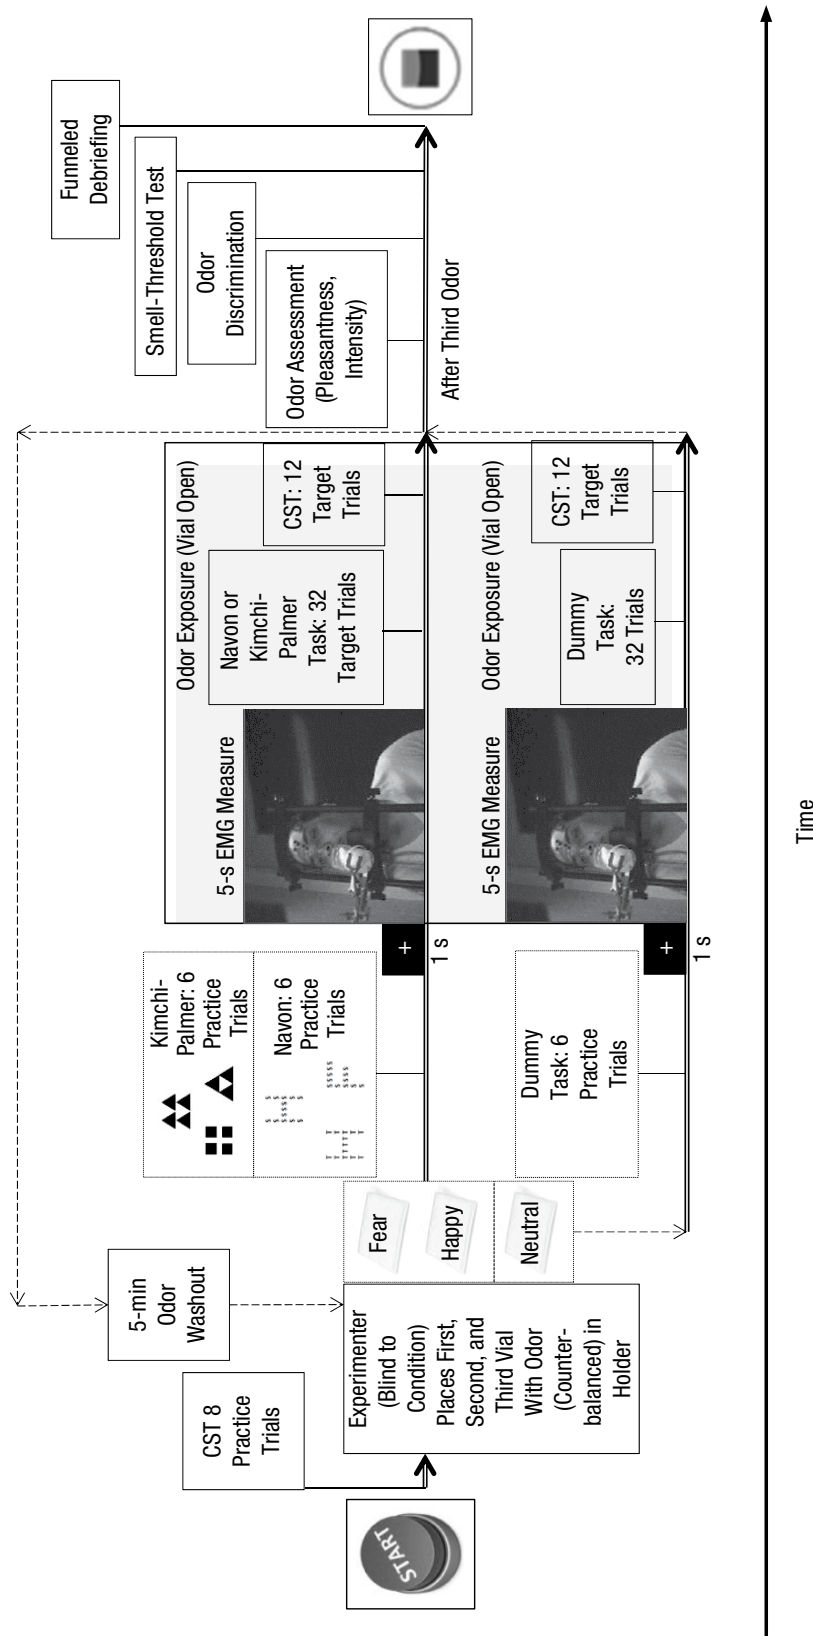 START
CST 8
Practice
Trials
Experimenter
(Blind to
Condition)
Places First,
Second, and
Third Vial
With Odor
(Counter-
balanced) in
Holder
5-min
Odor
Washout
Fear
Happy
Neutral
Kimchi-
Palmer: 6
Practice
Trials
Navon: 6
Practice
Trials
s s
s s
sssss
s s
s s
T T
T T
TTTTT
T T
T T
sssss
s
ssss
s
s
Dummy
Task: 6
Practice
Trials
+
1 s
+
1 s
5-s EMG Measure
Odor Exposure (Vial Open)
Navon or
Kimchi-
Palmer
Task: 32
Target Trials
CST: 12
Target
Trials
5-s EMG Measure
Odor Exposure (Vial Open)
Dummy
Task:
32 Trials
CST: 12
Target
Trials
After Third Odor
Odor Assessment
(Pleasantness,
Intensity)
Odor
Discrimination
Smell-Threshold Test
Funneled
Debriefing
Time